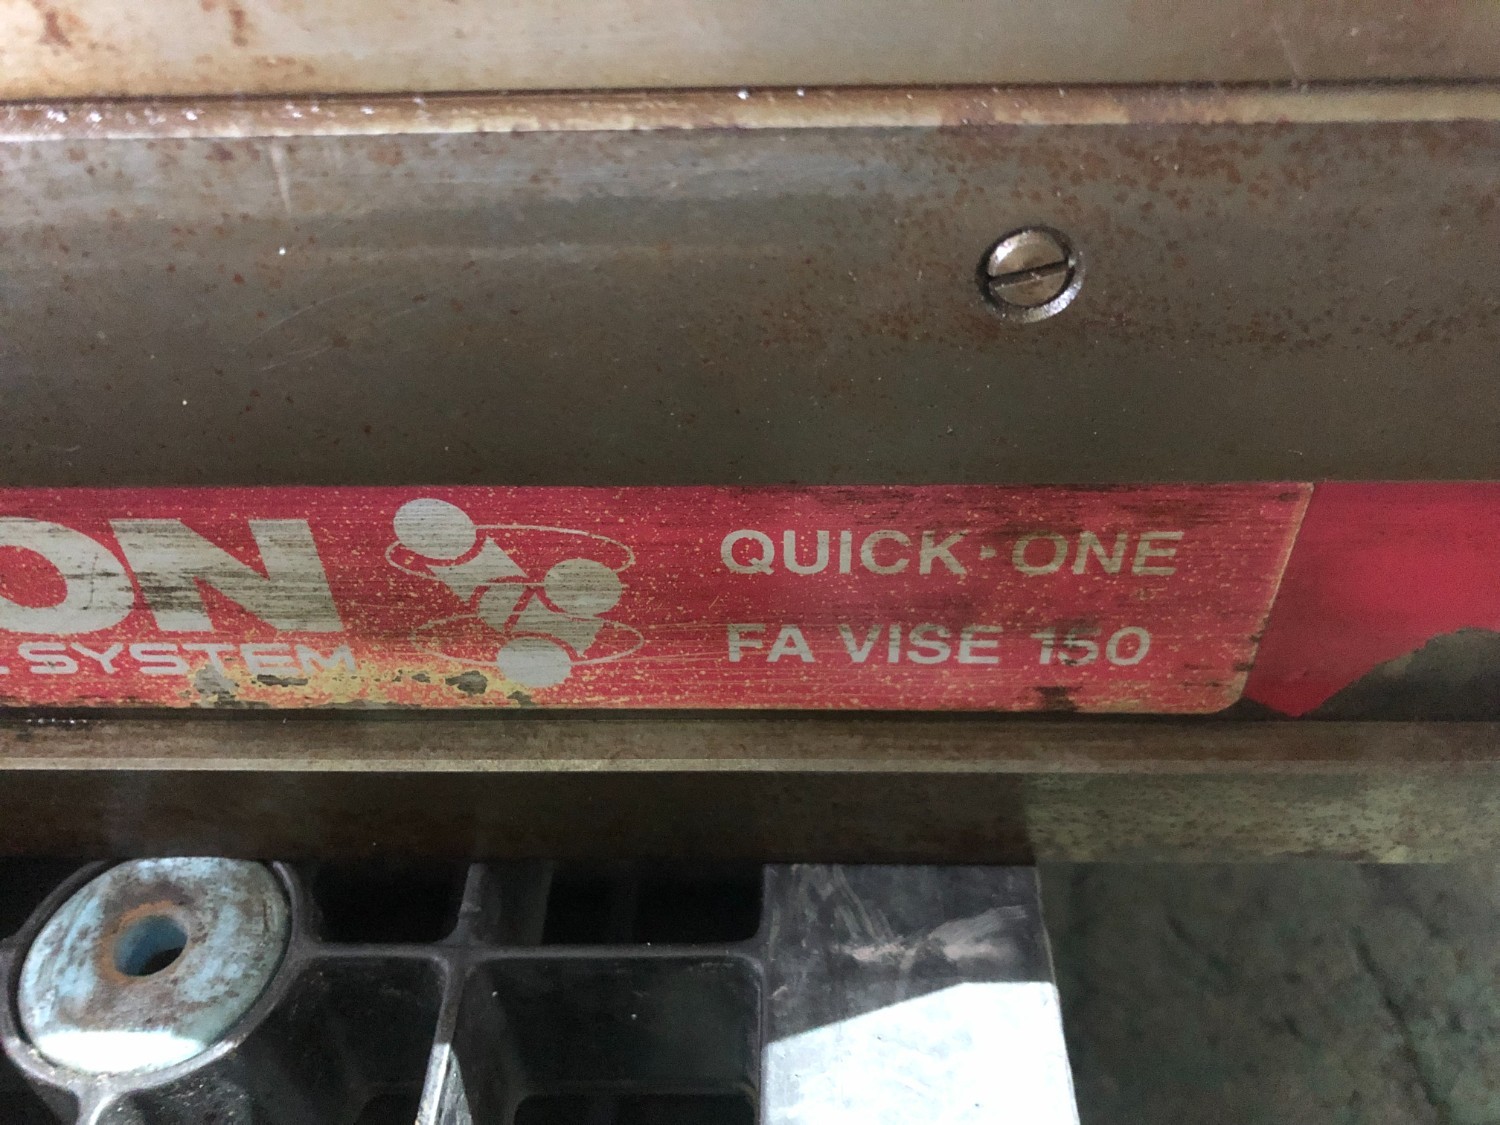 ON
SYSTEM
QUICK·ONE
FA VISE 150